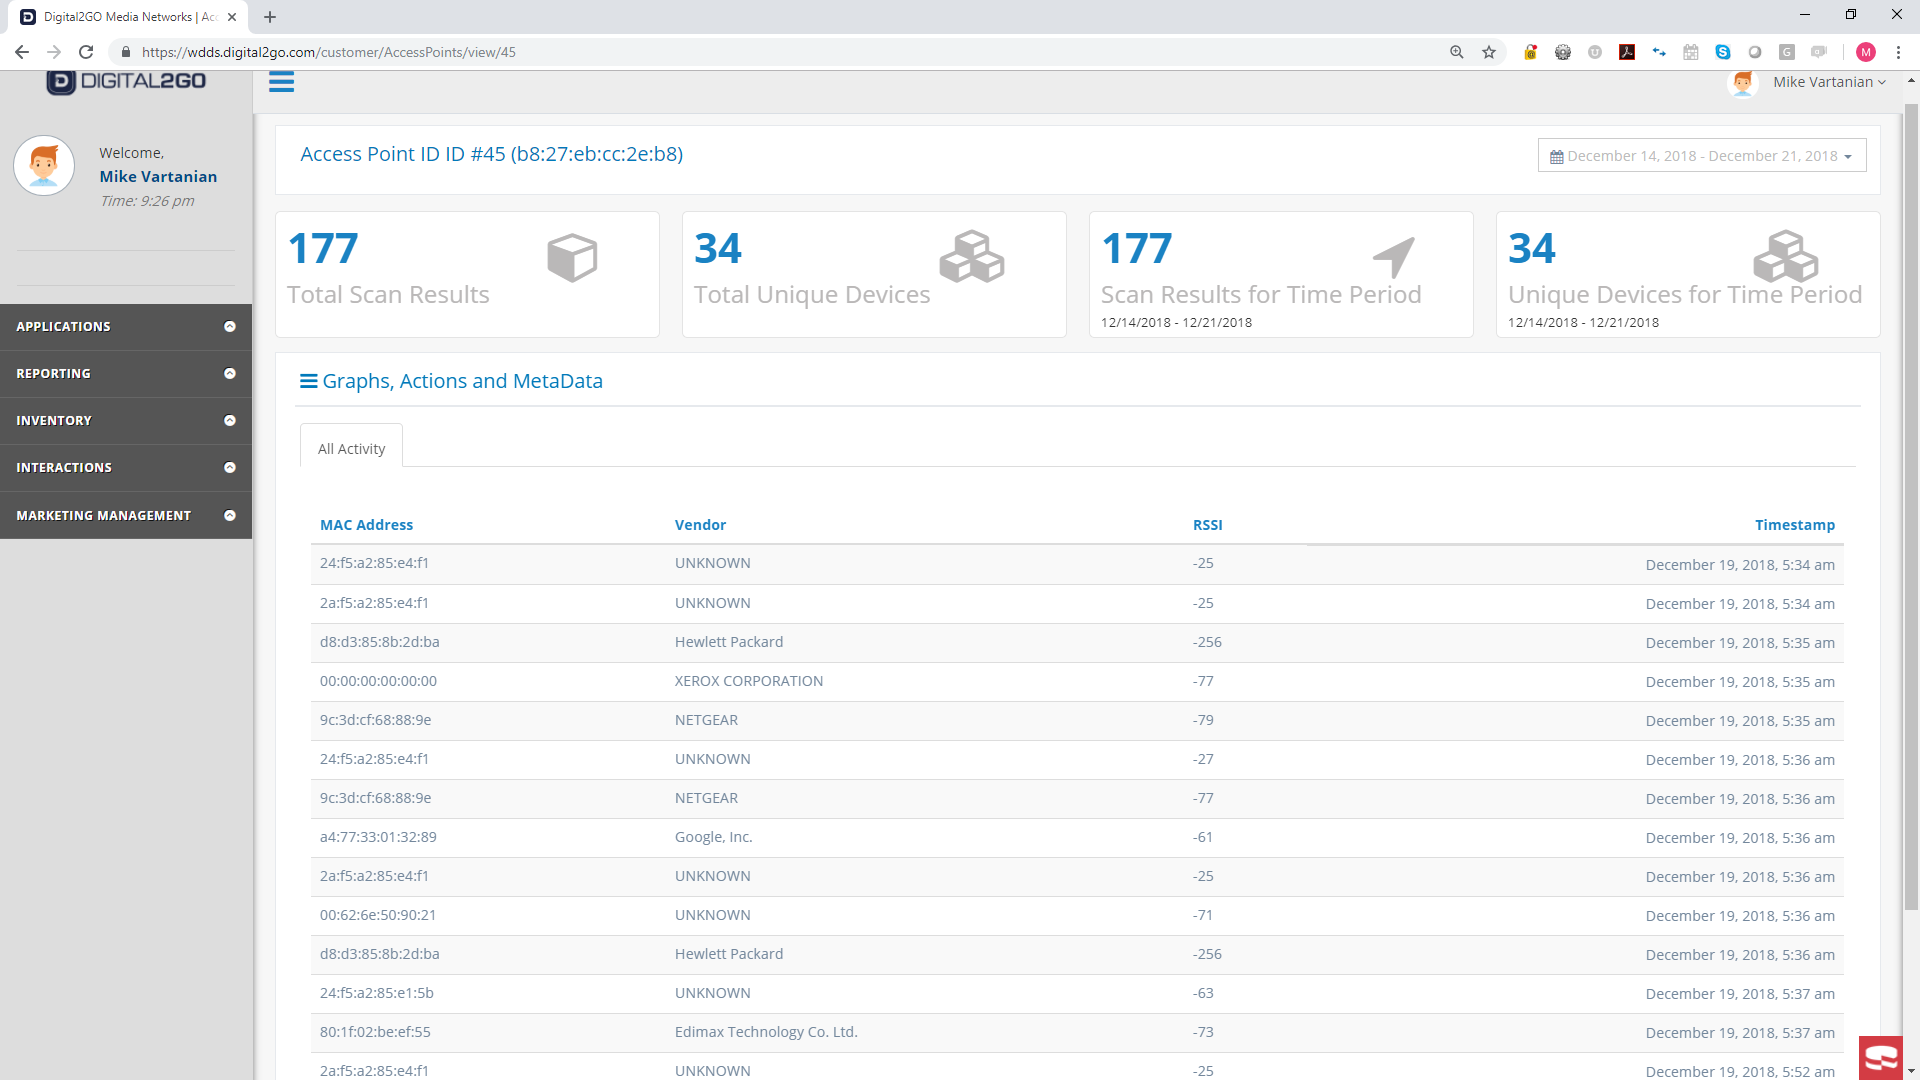 Digital2GO Media Networks | Acc
https://wdds.digital2go.com/customer/AccessPoints/view/45
DIGITAL2GO
Mike Vartanian
Welcome,
Mike Vartanian
Time: 9:26 pm
APPLICATIONS
REPORTING
INVENTORY
INTERACTIONS
MARKETING MANAGEMENT
Access Point ID ID #45 (b8:27:eb:cc:2e:b8)
December 14, 2018 - December 21, 2018
177
Total Scan Results
34
Total Unique Devices
177
Scan Results for Time Period
12/14/2018 - 12/21/2018
34
Unique Devices for Time Period
12/14/2018 - 12/21/2018
Graphs, Actions and MetaData
All Activity
MAC Address Vendor RSSI Timestamp
24:f5:a2:85:e4:f1 UNKNOWN -25 December 19, 2018, 5:34 am
2a:f5:a2:85:e4:f1 UNKNOWN -25 December 19, 2018, 5:34 am
d8:d3:85:8b:2d:ba Hewlett Packard -256 December 19, 2018, 5:35 am
00:00:00:00:00:00 XEROX CORPORATION -77 December 19, 2018, 5:35 am
9c:3d:cf:68:88:9e NETGEAR -79 December 19, 2018, 5:35 am
24:f5:a2:85:e4:f1 UNKNOWN -27 December 19, 2018, 5:36 am
9c:3d:cf:68:88:9e NETGEAR -77 December 19, 2018, 5:36 am
a4:77:33:01:32:89 Google, Inc. -61 December 19, 2018, 5:36 am
2a:f5:a2:85:e4:f1 UNKNOWN -25 December 19, 2018, 5:36 am
00:62:6e:50:90:21 UNKNOWN -71 December 19, 2018, 5:36 am
d8:d3:85:8b:2d:ba Hewlett Packard -256 December 19, 2018, 5:36 am
24:f5:a2:85:e1:5b UNKNOWN -63 December 19, 2018, 5:37 am
80:1f:02:be:ef:55 Edimax Technology Co. Ltd. -73 December 19, 2018, 5:37 am
2a:f5:a2:85:e4:f1 UNKNOWN -25 December 19, 2018, 5:52 am